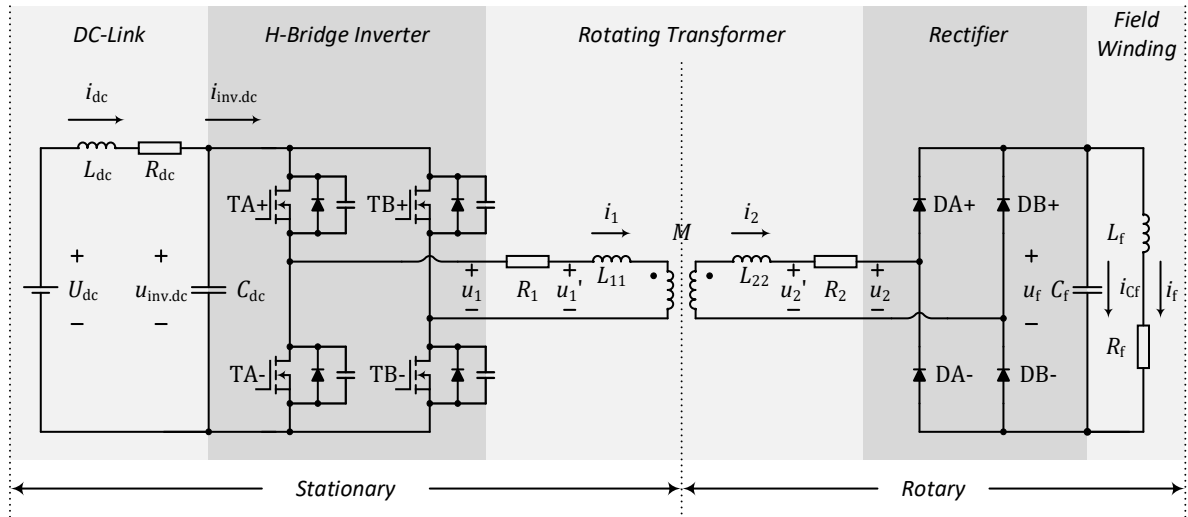 DC-Link
H-Bridge Inverter
Rotating Transformer
Rectifier
Field
Winding
i_dc
i_inv.dc
L_dc
R_dc
TA+
TB+
i_1
M
i_2
DA+
DB+
L_f
+
U_dc
−
+
u_inv.dc
−
C_dc
+
u_1
−
R_1
+
u_1'
−
L_11
L_22
+
u_2'
−
R_2
+
u_2
−
+
u_f
−
C_f
i_Cf
i_f
R_f
TA-
TB-
DA-
DB-
Stationary
Rotary